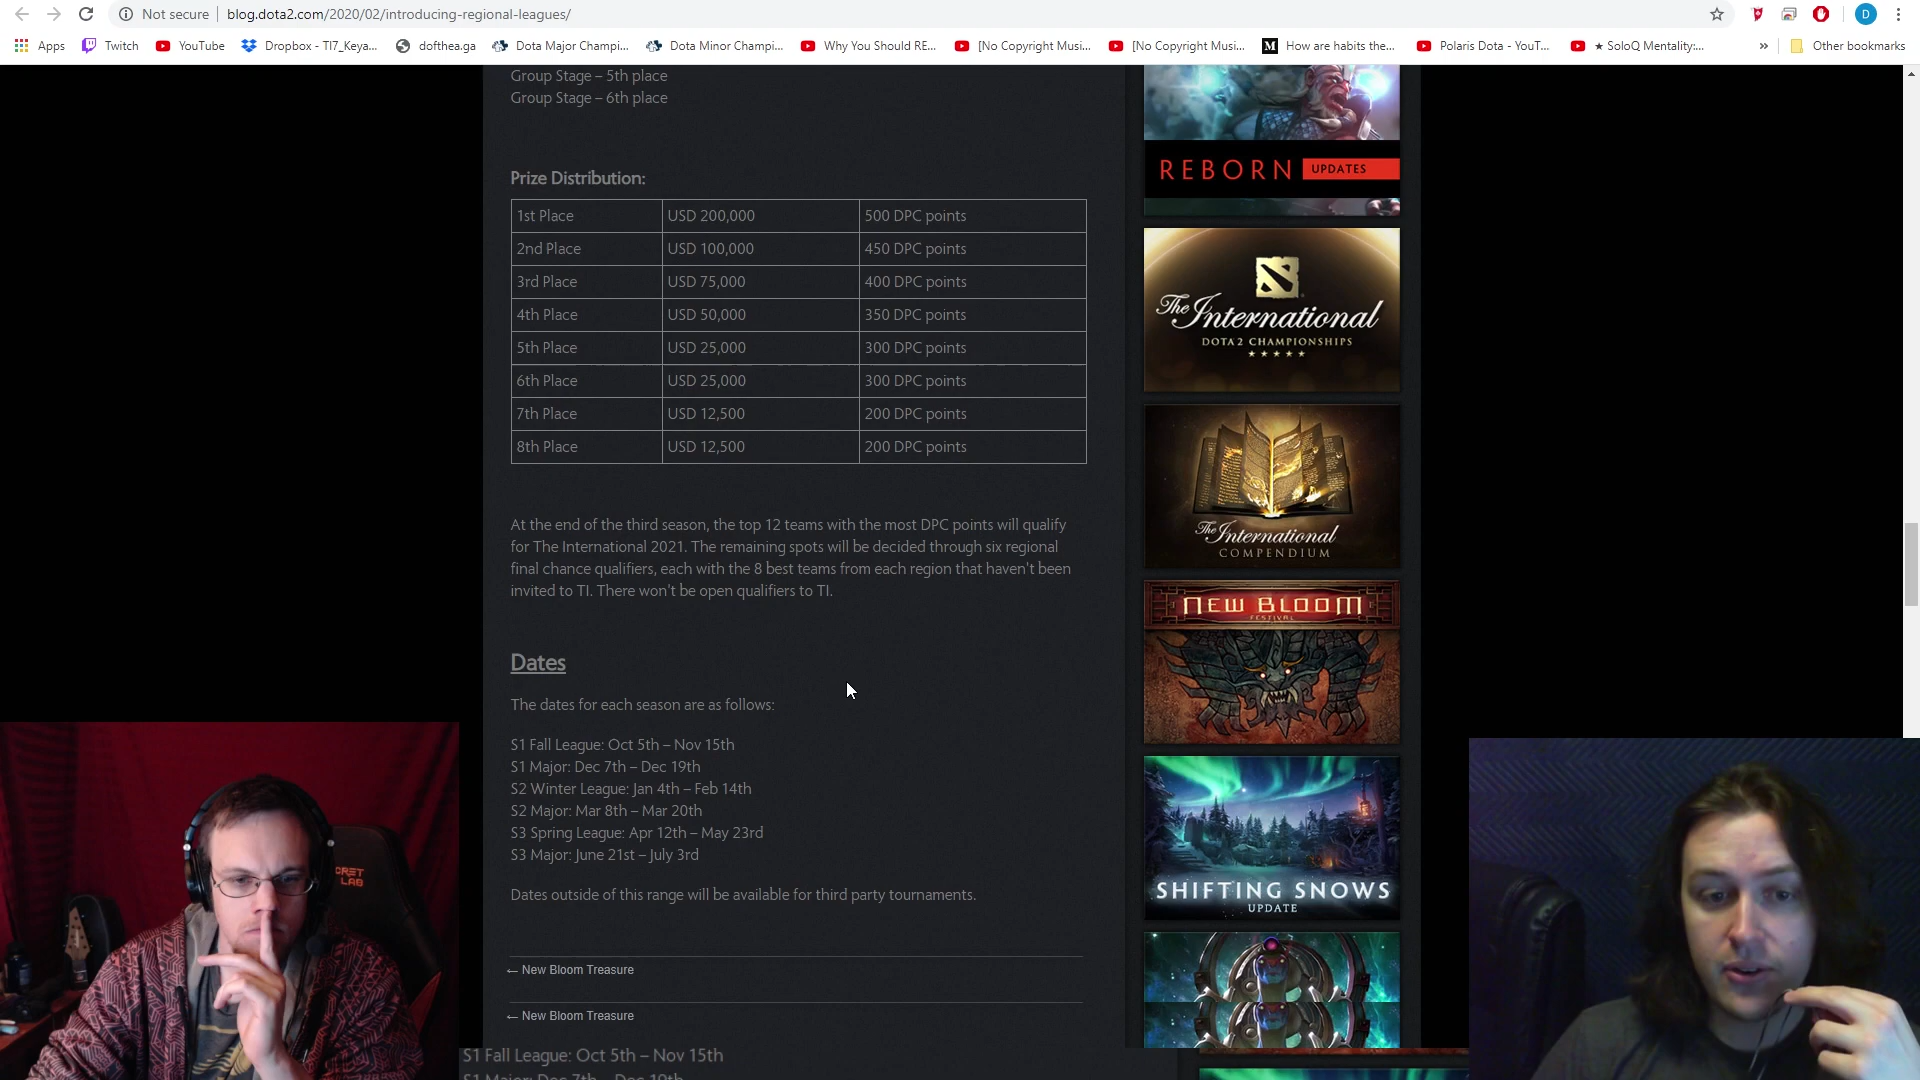 Not secure | blog.dota2.com/2020/02/introducing-regional-leagues/
D
Apps
Twitch
YouTube
Dropbox - TI7_Keya...
dofthea.ga
Dota Major Champi...
Dota Minor Champi...
Why You Should RE...
[No Copyright Musi...
[No Copyright Musi...
How are habits the...
Polaris Dota - YouT...
★ SoloQ Mentality:...
»
Other bookmarks
Group Stage – 5th place
Group Stage – 6th place
Prize Distribution:
1st Place USD 200,000 500 DPC points
2nd Place USD 100,000 450 DPC points
3rd Place USD 75,000 400 DPC points
4th Place USD 50,000 350 DPC points
5th Place USD 25,000 300 DPC points
6th Place USD 25,000 300 DPC points
7th Place USD 12,500 200 DPC points
8th Place USD 12,500 200 DPC points
At the end of the third season, the top 12 teams with the most DPC points will qualify
for The International 2021. The remaining spots will be decided through six regional
final chance qualifiers, each with the 8 best teams from each region that haven't been
invited to TI. There won't be open qualifiers to TI.
Dates
The dates for each season are as follows:
S1 Fall League: Oct 5th – Nov 15th
S1 Major: Dec 7th – Dec 19th
S2 Winter League: Jan 4th – Feb 14th
S2 Major: Mar 8th – Mar 20th
S3 Spring League: Apr 12th – May 23rd
S3 Major: June 21st – July 3rd
Dates outside of this range will be available for third party tournaments.
← New Bloom Treasure
← New Bloom Treasure
S1 Fall League: Oct 5th – Nov 15th
S1 Major: Dec 7th – Dec 19th
REBORN UPDATES
The International
DOTA 2 CHAMPIONSHIPS
The International
COMPENDIUM
NEW BLOOM
FESTIVAL
SHIFTING SNOWS
UPDATE
LAB